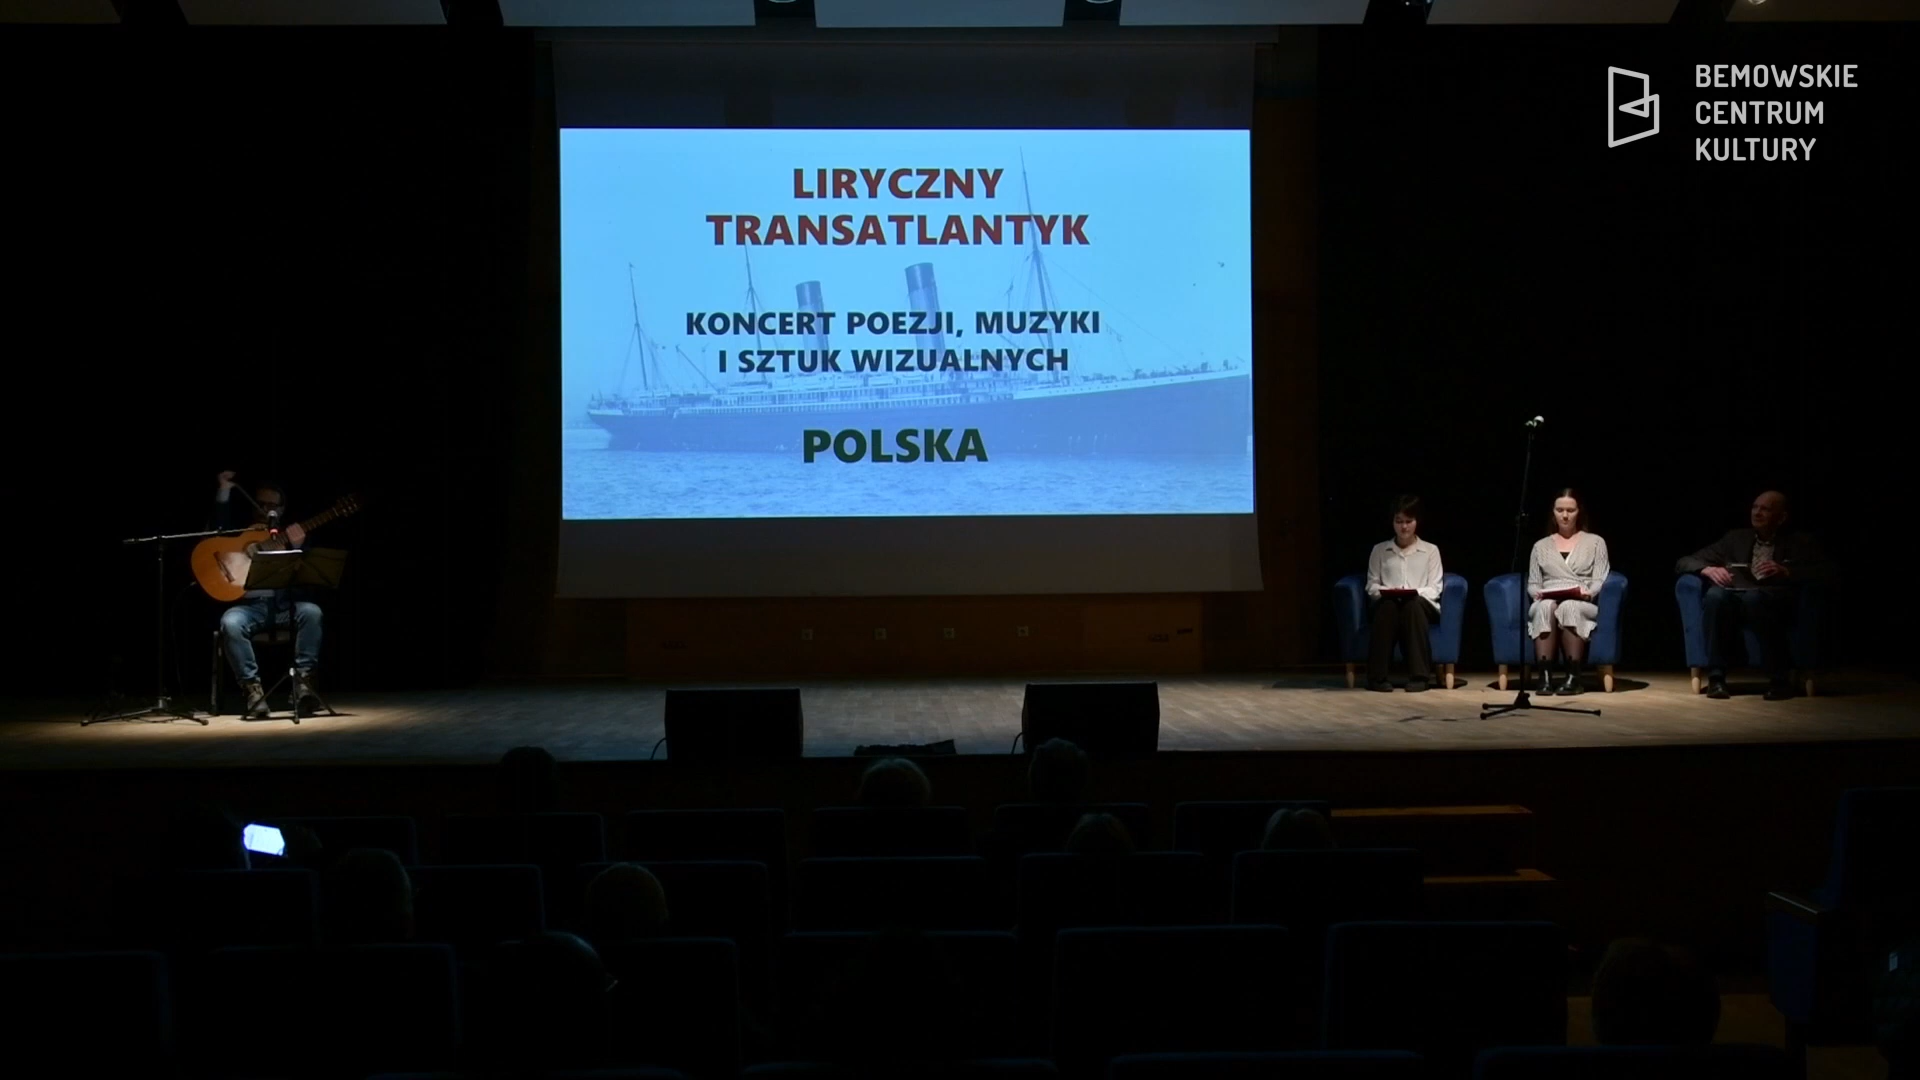 BEMOWSKIE
CENTRUM
KULTURY
LIRYCZNY
TRANSATLANTYK
KONCERT POEZJI, MUZYKI
I SZTUK WIZUALNYCH
POLSKA